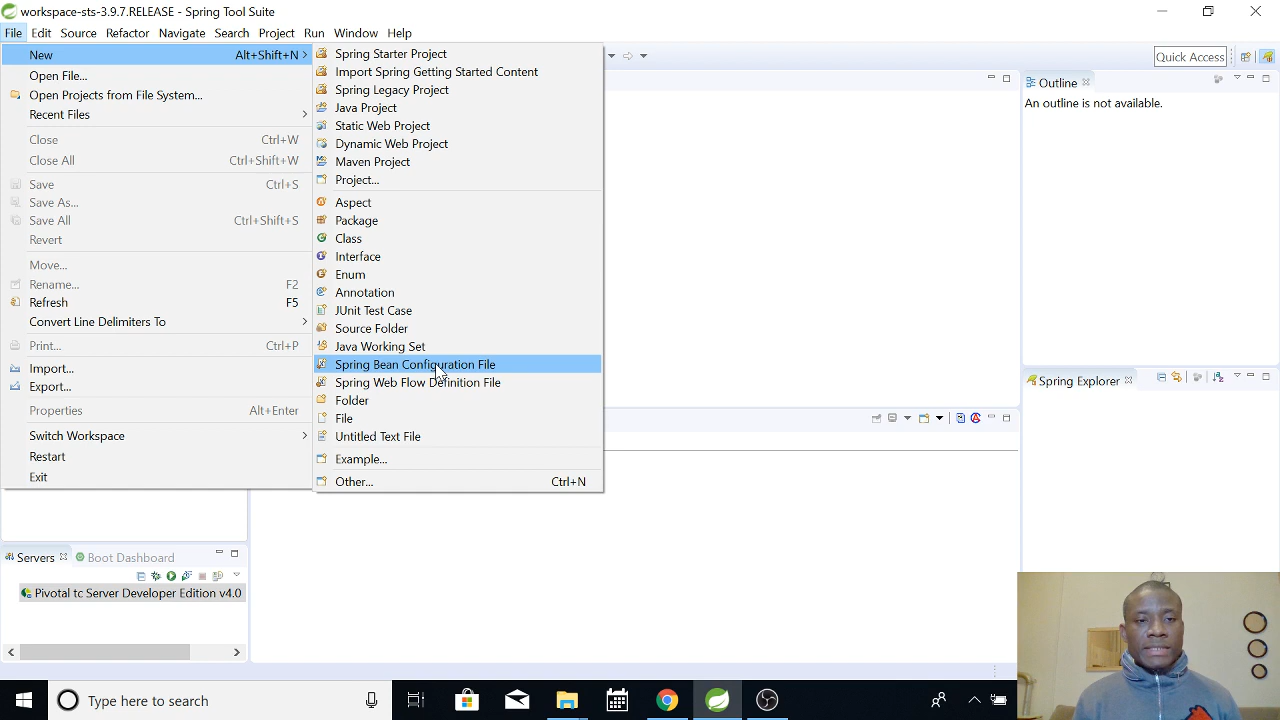 workspace-sts-3.9.7.RELEASE - Spring Tool Suite
File Edit Source Refactor Navigate Search Project Run Window Help
New Alt+Shift+N
Open File...
Open Projects from File System...
Recent Files
Close Ctrl+W
Close All Ctrl+Shift+W
Save Ctrl+S
Save As...
Save All Ctrl+Shift+S
Revert
Move...
Rename... F2
Refresh F5
Convert Line Delimiters To
Print... Ctrl+P
Import...
Export...
Properties Alt+Enter
Switch Workspace
Restart
Exit
Spring Starter Project
Import Spring Getting Started Content
Spring Legacy Project
Java Project
Static Web Project
Dynamic Web Project
Maven Project
Project...
Aspect
Package
Class
Interface
Enum
Annotation
JUnit Test Case
Source Folder
Java Working Set
Spring Bean Configuration File
Spring Web Flow Definition File
Folder
File
Untitled Text File
Example...
Other... Ctrl+N
Quick Access
Outline
An outline is not available.
Spring Explorer
Servers Boot Dashboard
Pivotal tc Server Developer Edition v4.0
Type here to search